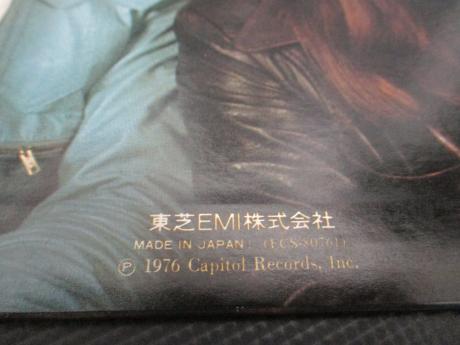 東芝EMI株式会社
MADE IN JAPAN: (ECS-80761)
Ⓟ 1976 Capitol Records, Inc.